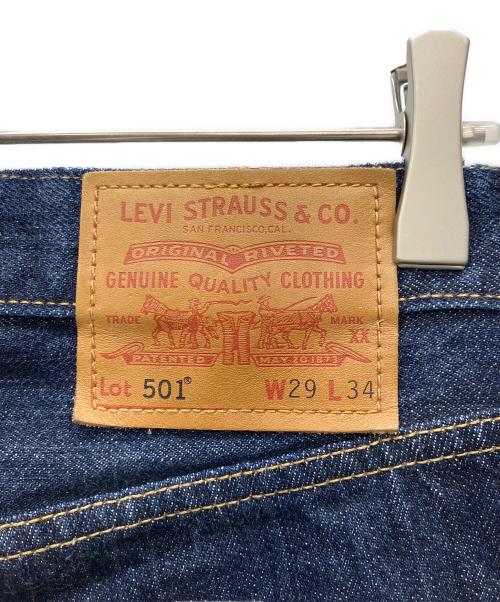 LEVI STRAUSS & CO.
SAN FRANCISCO, CAL.
ORIGINAL RIVETED
GENUINE QUALITY CLOTHING
TRADE MARK
XX
PATENTED MAY 20 1873
Lot 501® W29 L 34